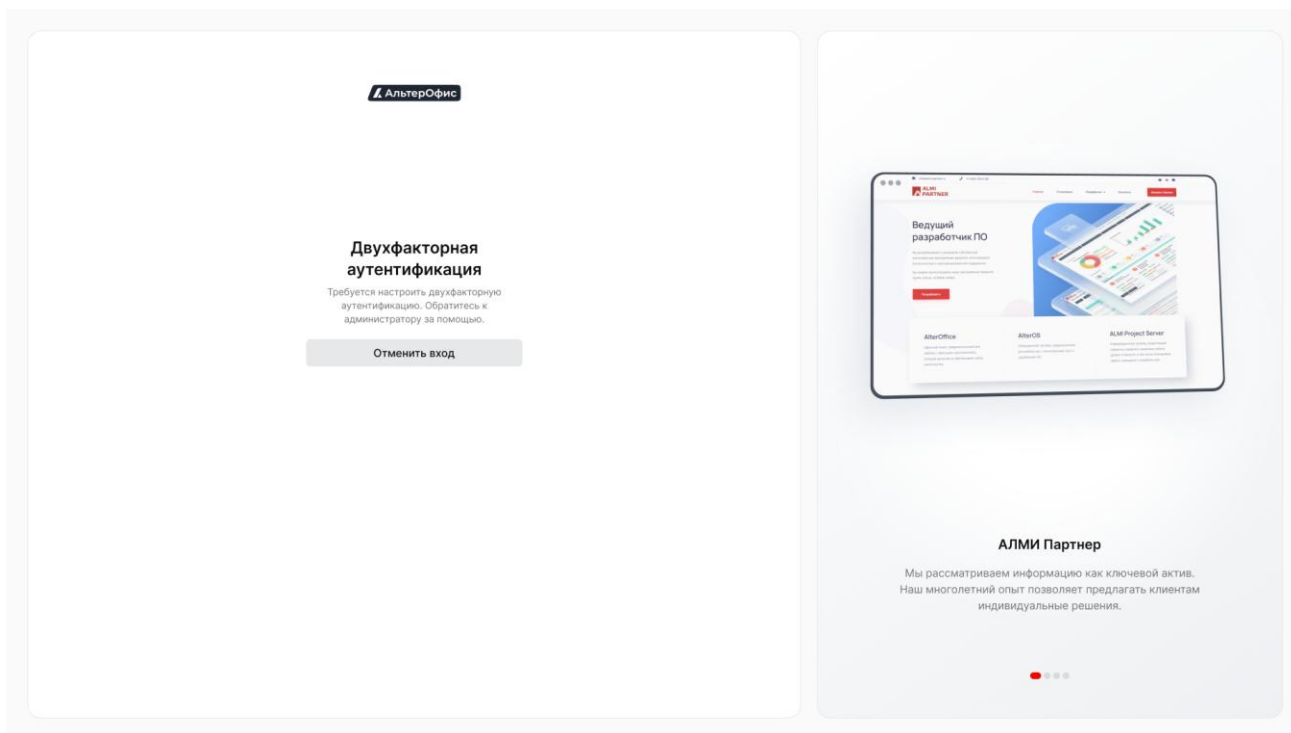 АльтерОфис
Двухфакторная
аутентификация
Требуется настроить двухфакторную
аутентификацию. Обратитесь к
администратору за помощью.
Отменить вход
ALMI
PARTNER
Ведущий
разработчик ПО
AlterOffice
AlterOS
ALMI Project Server
АЛМИ Партнер
Мы рассматриваем информацию как ключевой актив.
Наш многолетний опыт позволяет предлагать клиентам
индивидуальные решения.